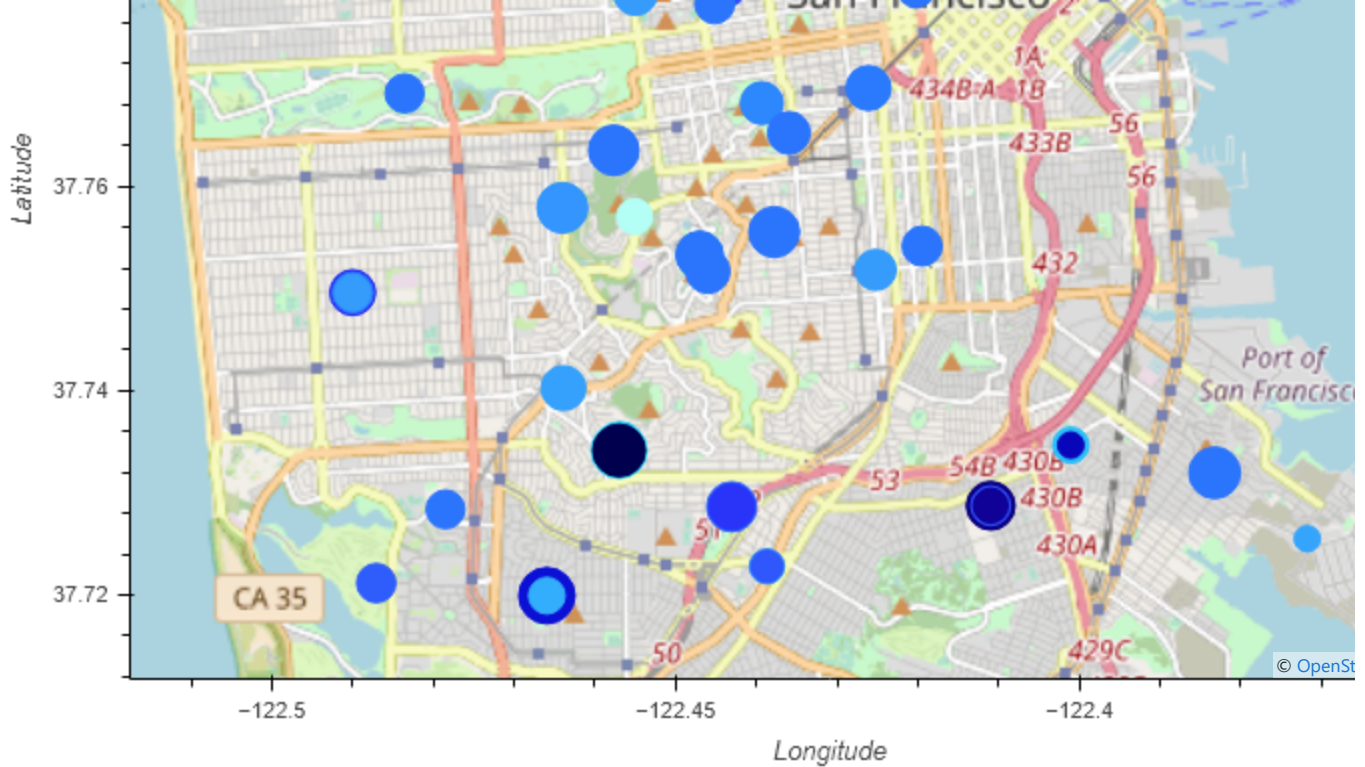 San Francisco
2
1A;
434B-A 1B
56
433B
56
432
Port of
San Francisco
53
54B 430B
430B
51
430A
CA 35
50
429C
© OpenSt
Latitude
37.76
37.74
37.72
−122.5
−122.45
−122.4
Longitude